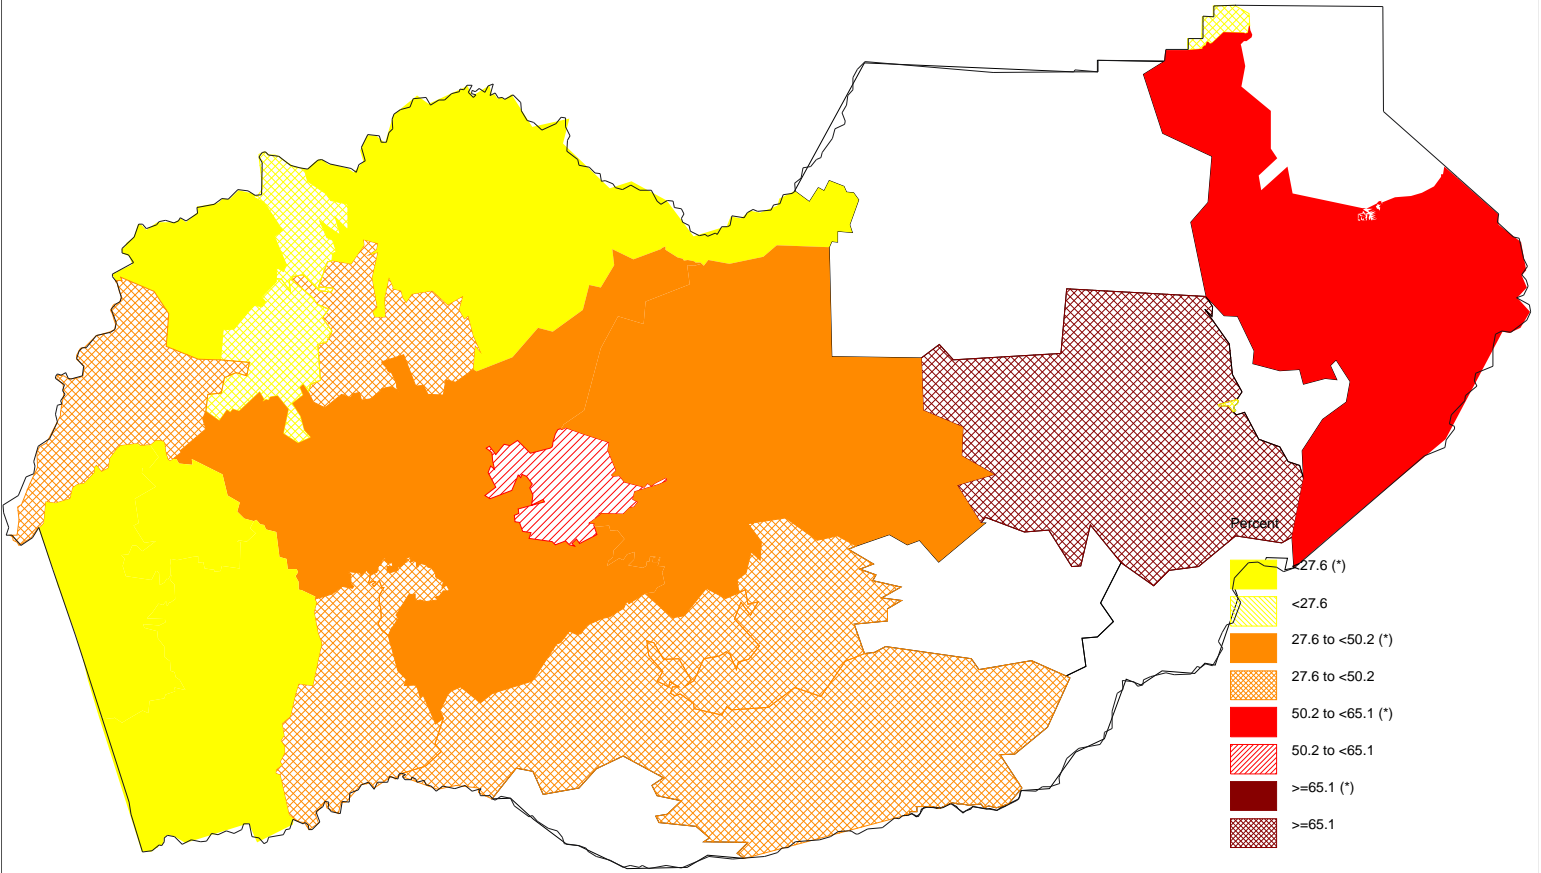 Percent
<27.6 (*)
<27.6
27.6 to <50.2 (*)
27.6 to <50.2
50.2 to <65.1 (*)
50.2 to <65.1
>=65.1 (*)
>=65.1